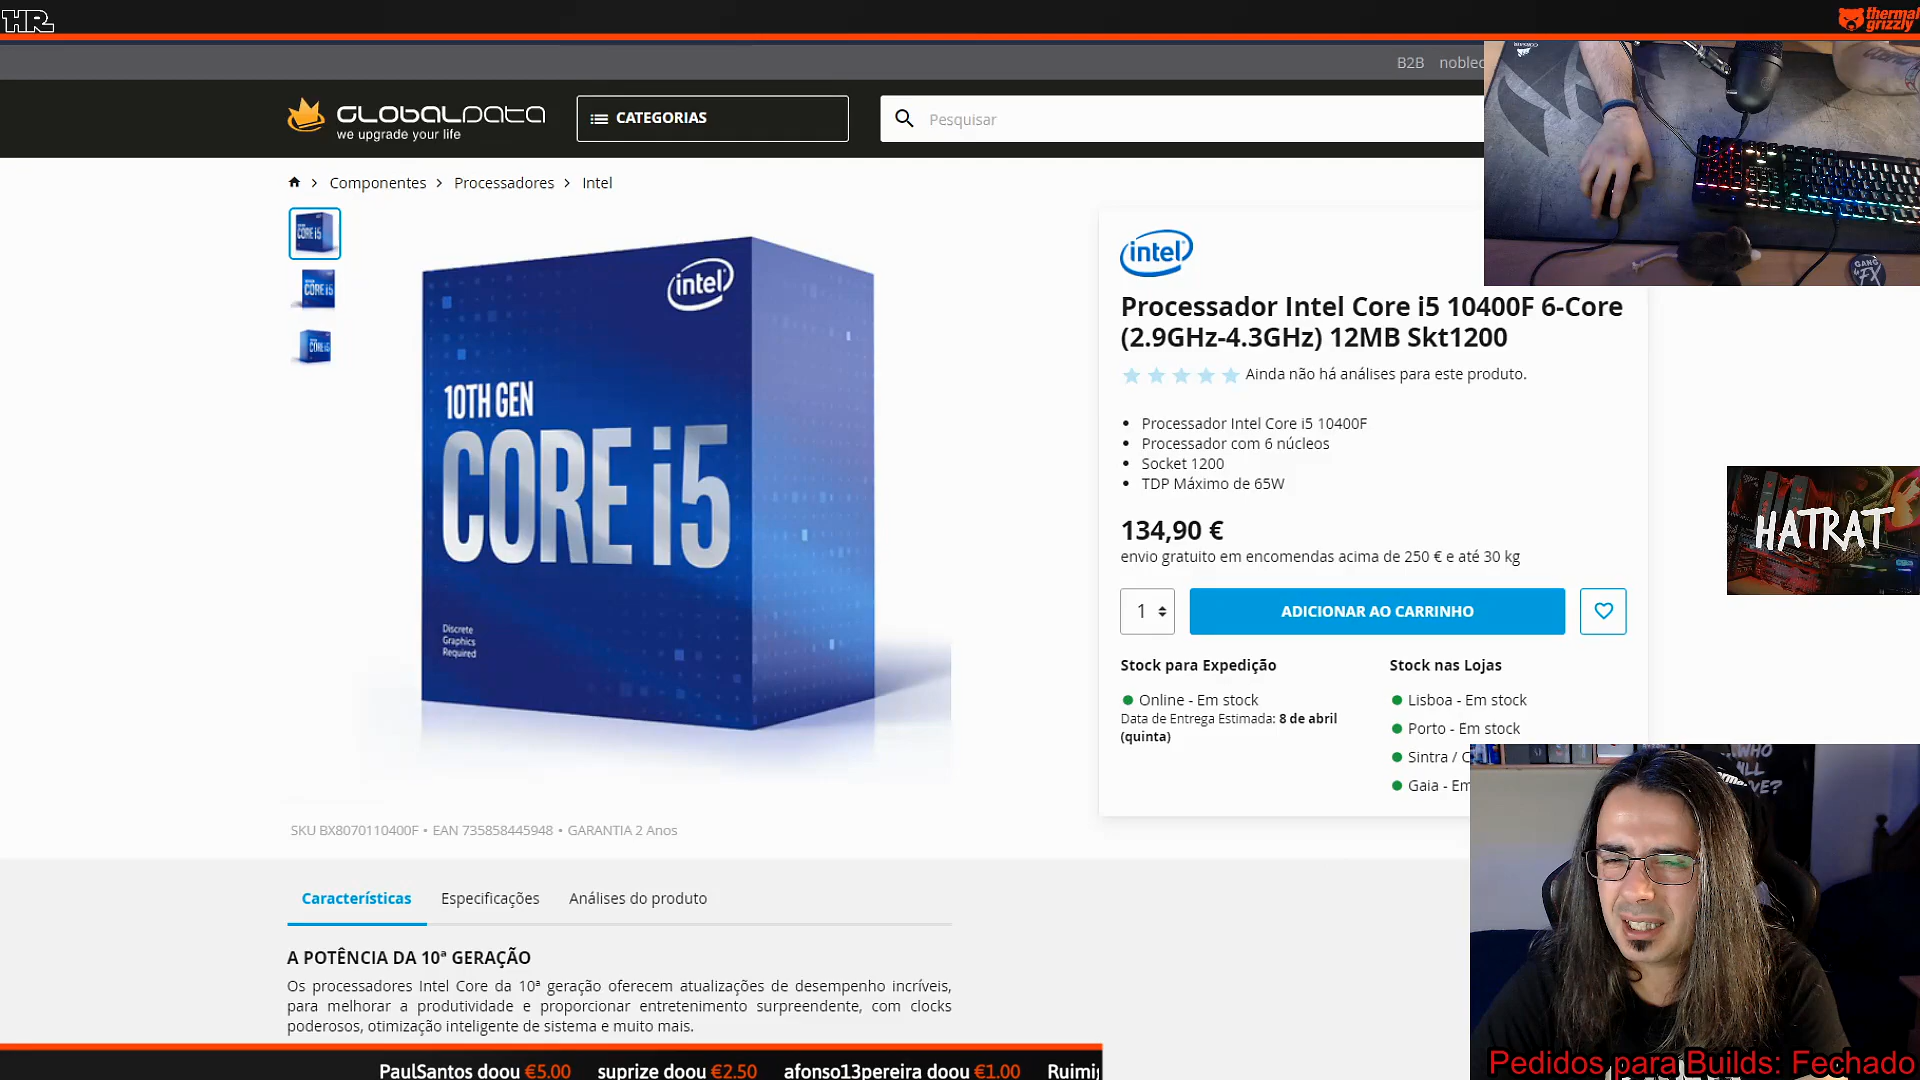 HR.
thermal
grizzly
B2B
CORSAIR
GLOBALDATA
we upgrade your life
CATEGORIAS
Pesquisar
Componentes
Processadores
Intel
intel
10TH GEN
CORE i5
Discrete
Graphics
Required
intel
Processador Intel Core i5 10400F 6-Core
(2.9GHz-4.3GHz) 12MB Skt1200
Ainda não há análises para este produto.
Processador Intel Core i5 10400F
Processador com 6 núcleos
Socket 1200
TDP Máximo de 65W
134,90 €
envio gratuito em encomendas acima de 250 € e até 30 kg
1
ADICIONAR AO CARRINHO
Stock para Expedição
Online - Em stock
Data de Entrega Estimada: 8 de abril
(quinta)
Stock nas Lojas
Lisboa - Em stock
Porto - Em stock
Sintra /
Gaia -
GANG
FX
HATRAT
SKU BX8070110400F • EAN 735858445948 • GARANTIA 2 Anos
Características
Especificações
Análises do produto
A POTÊNCIA DA 10ª GERAÇÃO
Os processadores Intel Core da 10ª geração oferecem atualizações de desempenho incríveis,
para melhorar a produtividade e proporcionar entretenimento surpreendente, com clocks
poderosos, otimização inteligente de sistema e muito mais.
PaulSantos doou €5.00 suprize doou €2.50 afonso13pereira doou €1.00
Pedidos para Builds: Fechado